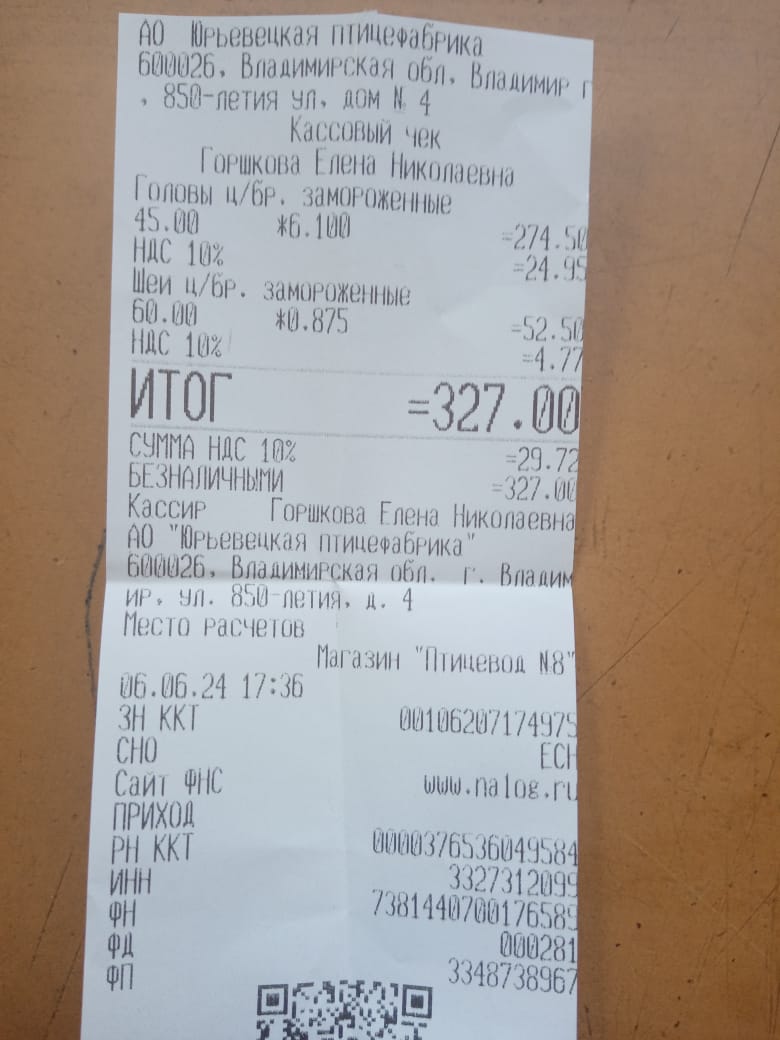 АО Юрьевецкая птицефабрика
600026, Владимирская обл, Владимир г
, 850-летия ул, дом № 4
Кассовый чек
Горшкова Елена Николаевна
Головы ц/бр. замороженные
45.00 *6.100 =274.50
НДС 10% =24.95
Шеи ц/бр. замороженные
60.00 *0.875 =52.50
НДС 10% =4.77
ИТОГ =327.00
СУММА НДС 10% =29.72
БЕЗНАЛИЧНЫМИ =327.00
Кассир Горшкова Елена Николаевна
АО "Юрьевецкая птицефабрика"
600026, Владимирская обл. г. Владим
ир, ул. 850-летия, д. 4
Место расчетов
Магазин "Птицевод №8"
06.06.24 17:36
ЗН ККТ 00106207174975
СНО ЕСН
Сайт ФНС www.nalog.ru
ПРИХОД
РН ККТ 0000376536049584
ИНН 3327312099
ФН 7381440700176589
ФД 000281
ФП 3348738967